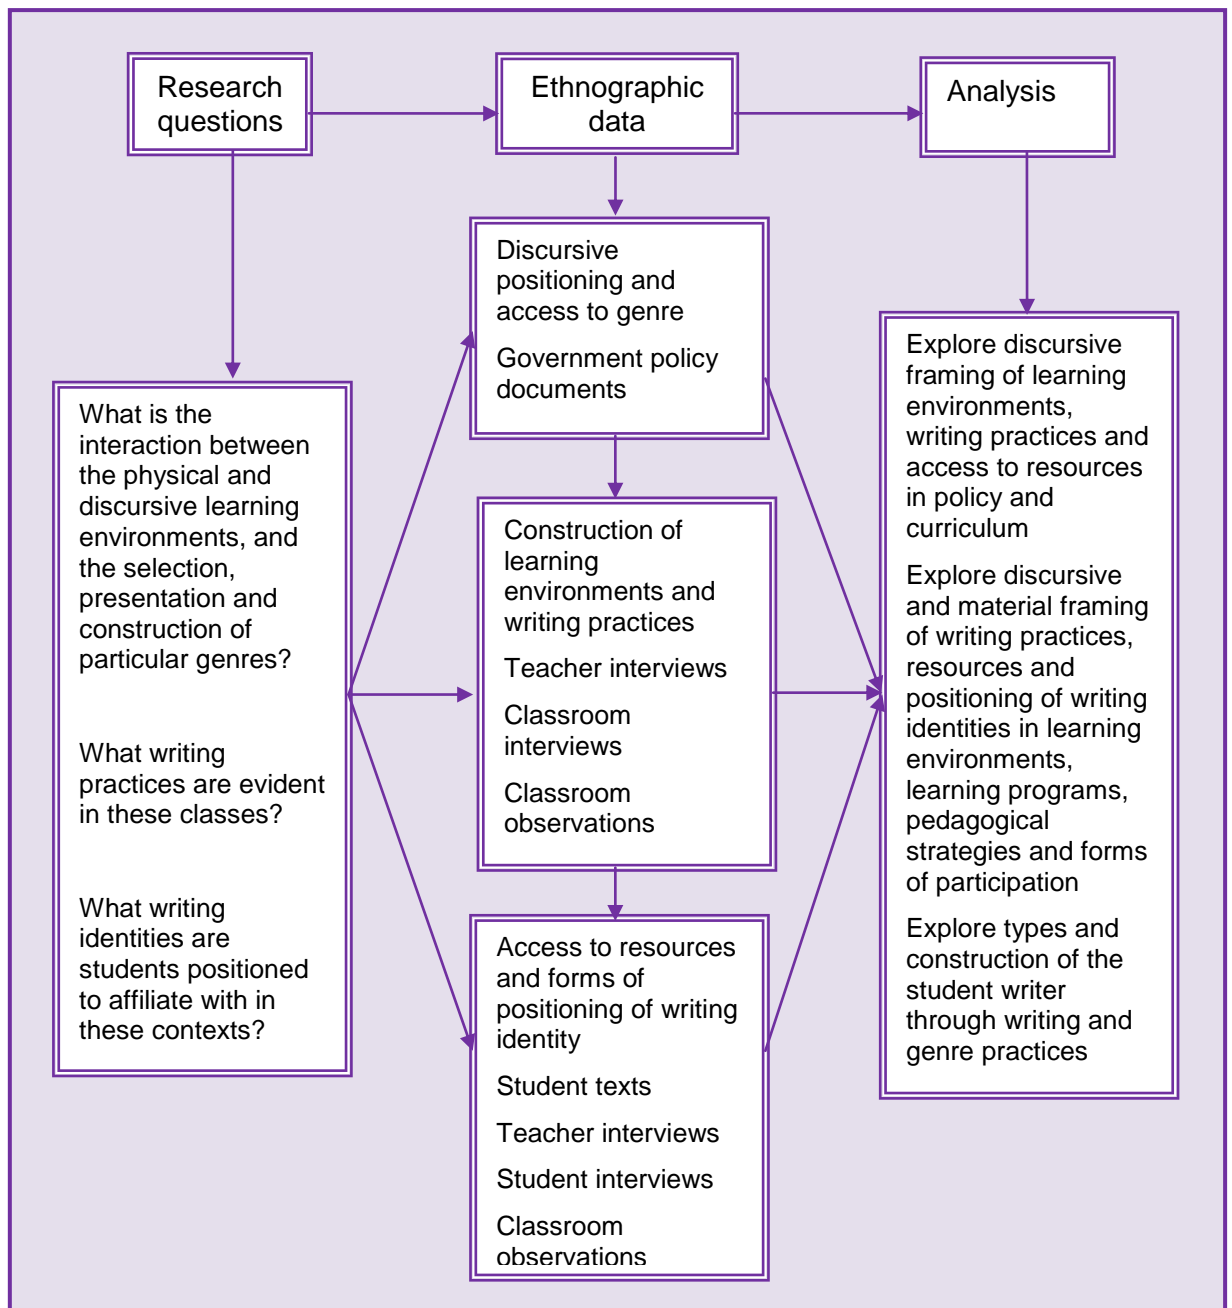 Research
questions
Ethnographic
data
Analysis
What is the
interaction between
the physical and
discursive learning
environments, and
the selection,
presentation and
construction of
particular genres?
What writing
practices are evident
in these classes?
What writing
identities are
students positioned
to affiliate with in
these contexts?
Discursive
positioning and
access to genre
Government policy
documents
Construction of
learning
environments and
writing practices
Teacher interviews
Classroom
interviews
Classroom
observations
Access to resources
and forms of
positioning of writing
identity
Student texts
Teacher interviews
Student interviews
Classroom
observations
Explore discursive
framing of learning
environments,
writing practices and
access to resources
in policy and
curriculum
Explore discursive
and material framing
of writing practices,
resources and
positioning of writing
identities in learning
environments,
learning programs,
pedagogical
strategies and forms
of participation
Explore types and
construction of the
student writer
through writing and
genre practices